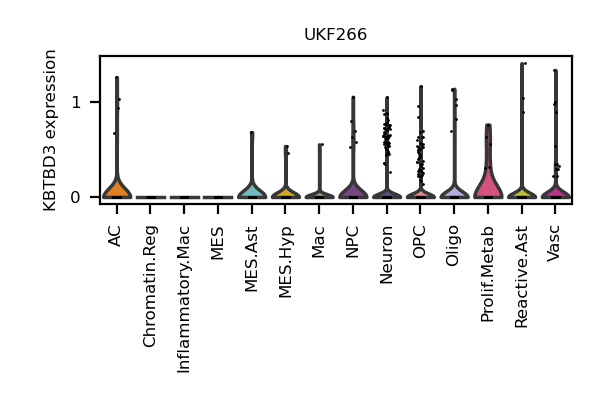 UKF266
KBTBD3 expression
1
0
AC
Chromatin.Reg
Inflammatory.Mac
MES
MES.Ast
MES.Hyp
Mac
NPC
Neuron
OPC
Oligo
Prolif.Metab
Reactive.Ast
Vasc